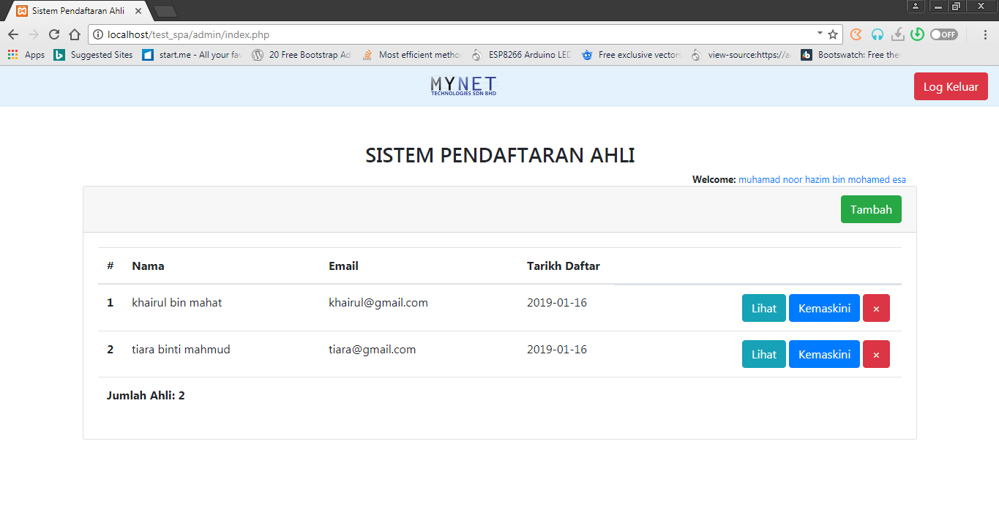 Sistem Pendaftaran Ahli
localhost/test_spa/admin/index.php
OFF
Apps Suggested Sites start.me - All your fav 20 Free Bootstrap Ad Most efficient metho ESP8266 Arduino LED Free exclusive vectors view-source:https://a Bootswatch: Free the
MYNET
TECHNOLOGIES SDN BHD
Log Keluar
SISTEM PENDAFTARAN AHLI
Welcome: muhamad noor hazim bin mohamed esa
Tambah
# Nama Email Tarikh Daftar
1 khairul bin mahat khairul@gmail.com 2019-01-16 Lihat Kemaskini ×
2 tiara binti mahmud tiara@gmail.com 2019-01-16 Lihat Kemaskini ×
Jumlah Ahli: 2